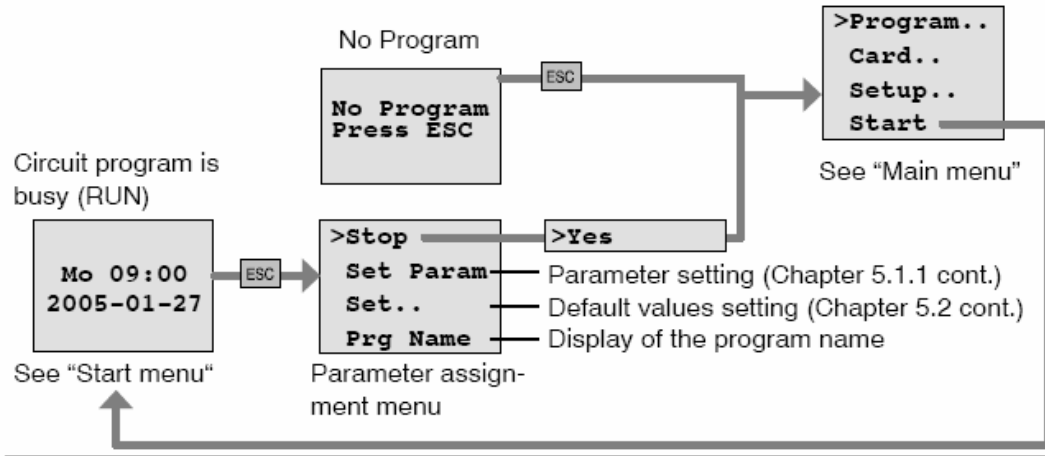 No Program
No Program
Press ESC
ESC
>Program..
Card..
Setup..
Start
See “Main menu”
Circuit program is
busy (RUN)
Mo 09:00
2005-01-27
See “Start menu“
ESC
>Stop
Set Param
Set..
Prg Name
>Yes
Parameter setting (Chapter 5.1.1 cont.)
Default values setting (Chapter 5.2 cont.)
Display of the program name
Parameter assign-
ment menu